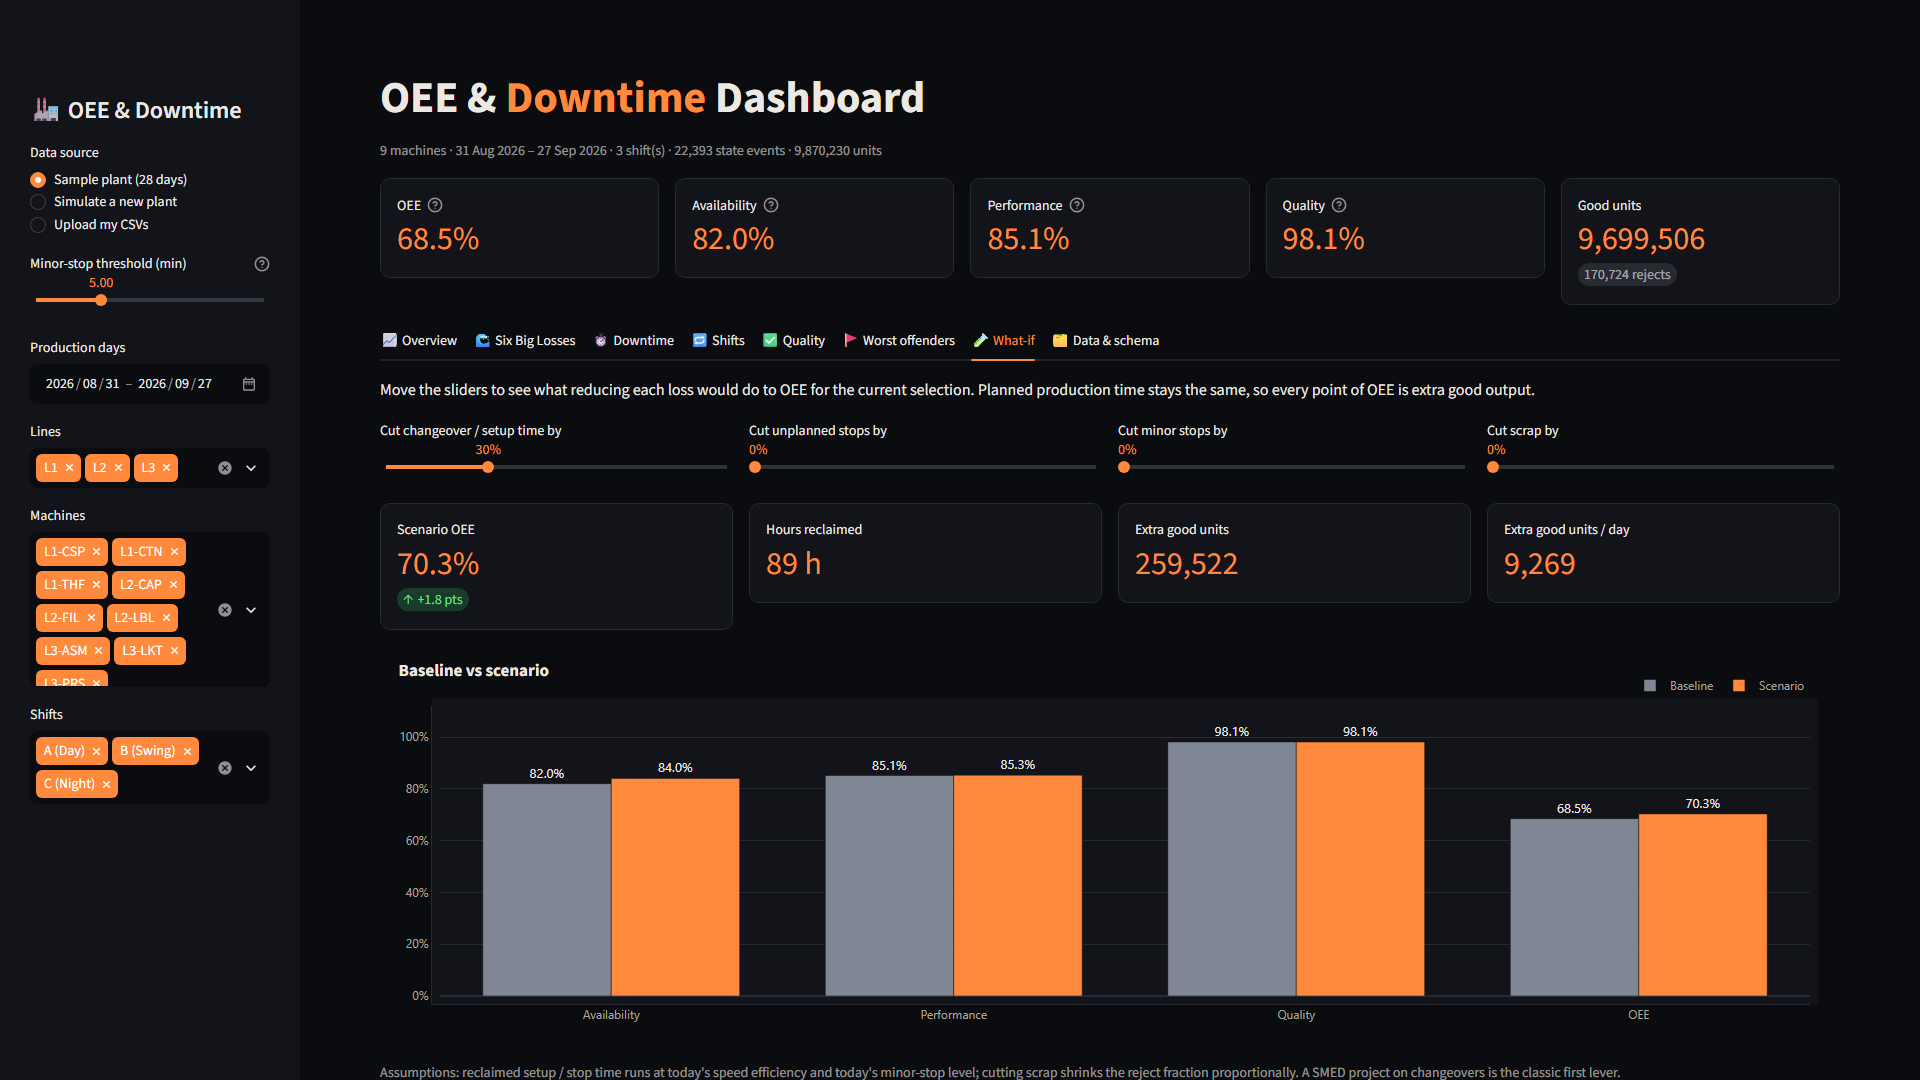 OEE & Downtime
Data source
Sample plant (28 days)
Simulate a new plant
Upload my CSVs
Minor-stop threshold (min)
5.00
Production days
2026/08/31 – 2026/09/27
Lines
L1 L2 L3
Machines
L1-CSP L1-CTN
L1-THF L2-CAP
L2-FIL L2-LBL
L3-ASM L3-LKT
L3-PRS
Shifts
A (Day) B (Swing)
C (Night)
OEE & Downtime Dashboard
9 machines · 31 Aug 2026 – 27 Sep 2026 · 3 shift(s) · 22,393 state events · 9,870,230 units
OEE
68.5%
Availability
82.0%
Performance
85.1%
Quality
98.1%
Good units
9,699,506
170,724 rejects
Overview Six Big Losses Downtime Shifts Quality Worst offenders What-if Data & schema
Move the sliders to see what reducing each loss would do to OEE for the current selection. Planned production time stays the same, so every point of OEE is extra good output.
Cut changeover / setup time by
30%
Cut unplanned stops by
0%
Cut minor stops by
0%
Cut scrap by
0%
Scenario OEE
70.3%
↑ +1.8 pts
Hours reclaimed
89 h
Extra good units
259,522
Extra good units / day
9,269
Baseline vs scenario
Baseline Scenario
100%
80%
60%
40%
20%
0%
82.0% 84.0% 85.1% 85.3% 98.1% 98.1% 68.5% 70.3%
Availability Performance Quality OEE
Assumptions: reclaimed setup / stop time runs at today's speed efficiency and today's minor-stop level; cutting scrap shrinks the reject fraction proportionally. A SMED project on changeovers is the classic first lever.